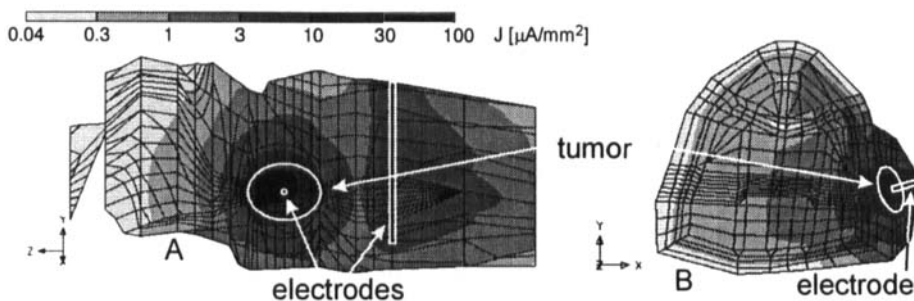 0.04 0.3 1 3 10 30 100 J [μA/mm²]
tumor
Y
Z
X
A
electrodes
Y
Z
X
B
electrode